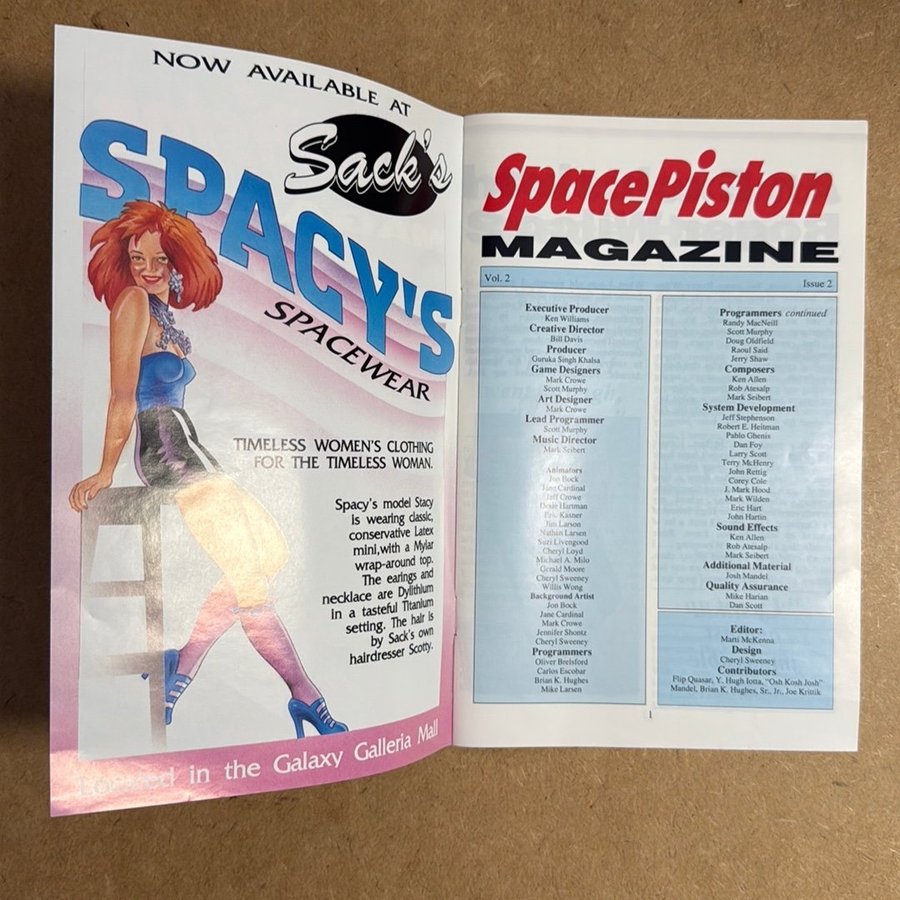 NOW AVAILABLE AT
Sack's
SPACY'S
SPACEWEAR
TIMELESS WOMEN'S CLOTHING
FOR THE TIMELESS WOMAN.
Spacy's model Stacy
is wearing classic,
conservative Latex
mini,with a Mylar
wrap-around top.
The earings and
necklace are Dylithium
in a tasteful Titanium
setting. The hair is
by Sack's own
hairdresser Scotty.
Located in the Galaxy Galleria Mall
SpacePiston
MAGAZINE
Vol. 2
Issue 2
Executive Producer
Ken Williams
Creative Director
Bill Davis
Producer
Guruka Singh Khalsa
Game Designers
Mark Crowe
Scott Murphy
Art Designer
Mark Crowe
Lead Programmer
Scott Murphy
Music Director
Mark Seibert
Animators
Jon Bock
Jane Cardinal
Jeff Crowe
Desie Hartman
Eric Kasner
Jim Larson
Nathan Larsen
Suzi Livengood
Cheryl Loyd
Michael A. Milo
Gerald Moore
Cheryl Sweeney
Willis Wong
Background Artist
Jon Bock
Jane Cardinal
Mark Crowe
Jennifer Shontz
Cheryl Sweeney
Programmers
Oliver Brelsford
Carlos Escobar
Brian K. Hughes
Mike Larsen
Programmers continued
Randy MacNeill
Scott Murphy
Doug Oldfield
Raoul Said
Jerry Shaw
Composers
Ken Allen
Rob Atesalp
Mark Seibert
System Development
Jeff Stephenson
Robert E. Heitman
Pablo Ghenis
Dan Foy
Larry Scott
Terry McHenry
John Rettig
Corey Cole
J. Mark Hood
Mark Wilden
Eric Hart
John Hartin
Sound Effects
Ken Allen
Rob Atesalp
Mark Seibert
Additional Material
Josh Mandel
Quality Assurance
Mike Harian
Dan Scott
Editor:
Marti McKenna
Design
Cheryl Sweeney
Contributors
Flip Quasar, Y. Hugh Iotta, "Osh Kosh Josh"
Mandel, Brian K. Hughes, Sr., Jr., Joe Krittik
1